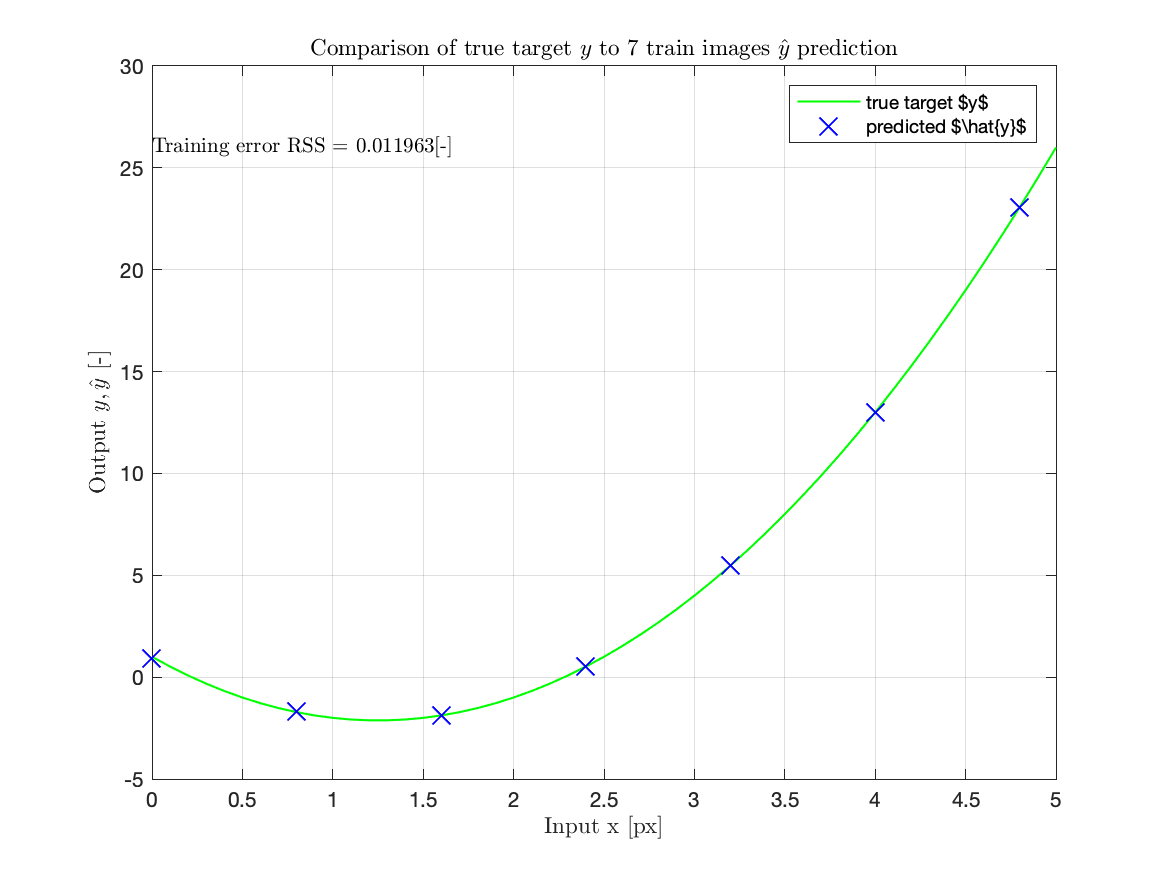 Comparison of true target y to 7 train images ŷ prediction
30
true target $y$
predicted $\hat{y}$
Training error RSS = 0.011963[-]
25
20
15
10
5
0
-5
Output y, ŷ [-]
0 0.5 1 1.5 2 2.5 3 3.5 4 4.5 5
Input x [px]